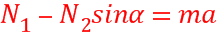 N₁ – N₂sinα = ma